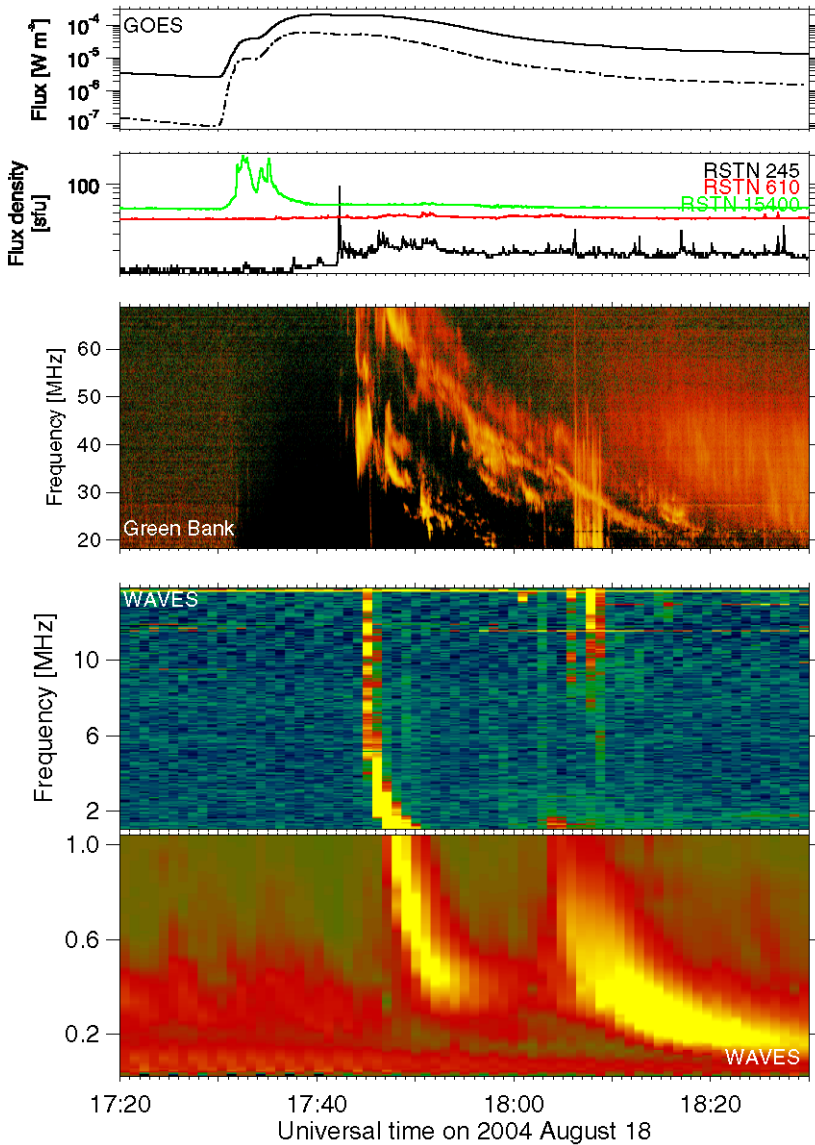 GOES
Flux [W m⁻²]
10⁻⁴
10⁻⁵
10⁻⁶
10⁻⁷
Flux density
[sfu]
100
RSTN 245
RSTN 610
RSTN 15400
Frequency [MHz]
60
50
40
30
20
Green Bank
WAVES
Frequency [MHz]
10
6
2
1.0
0.6
0.2
WAVES
17:20 17:40 18:00 18:20
Universal time on 2004 August 18